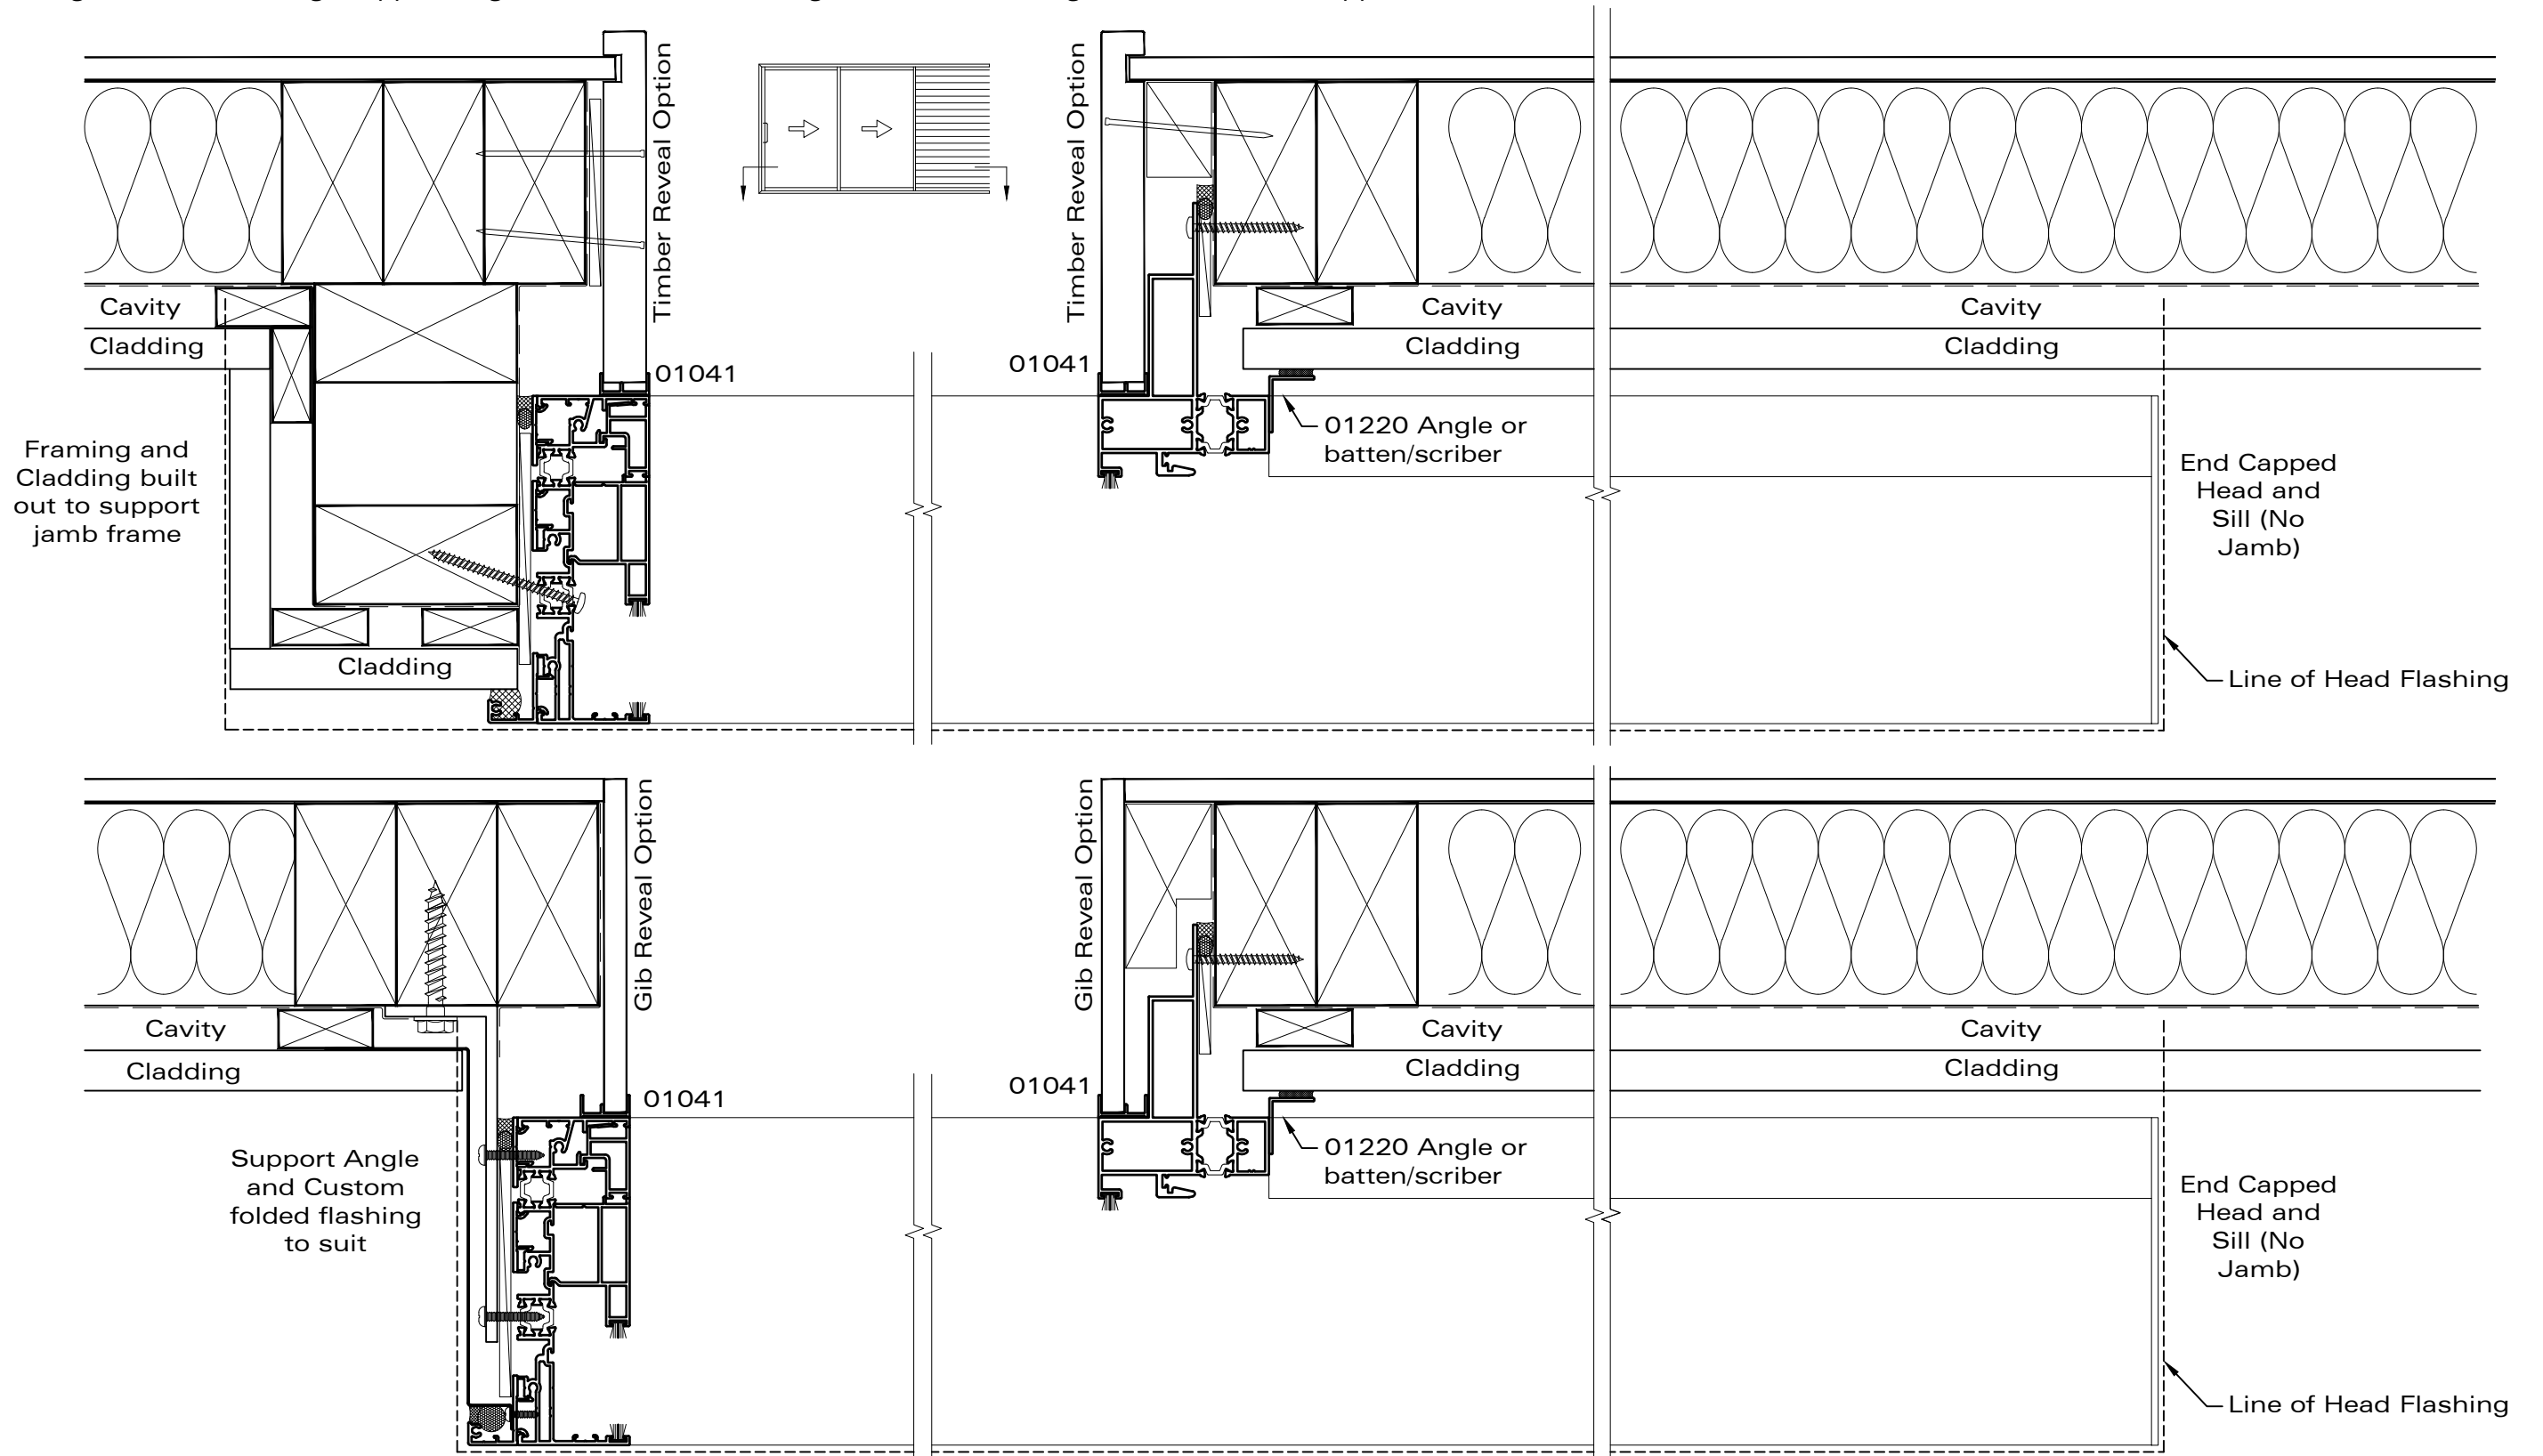 Timber Reveal Option
Timber Reveal Option
Cavity
Cavity
Cavity
Cladding
Cladding
Cladding
01041
01041
01220 Angle or
batten/scriber
Framing and
Cladding built
out to support
jamb frame
End Capped
Head and
Sill (No
Jamb)
Cladding
Line of Head Flashing
Gib Reveal Option
Gib Reveal Option
Cavity
Cavity
Cavity
Cladding
Cladding
Cladding
01041
01041
01220 Angle or
batten/scriber
Support Angle
and Custom
folded flashing
to suit
End Capped
Head and
Sill (No
Jamb)
Line of Head Flashing